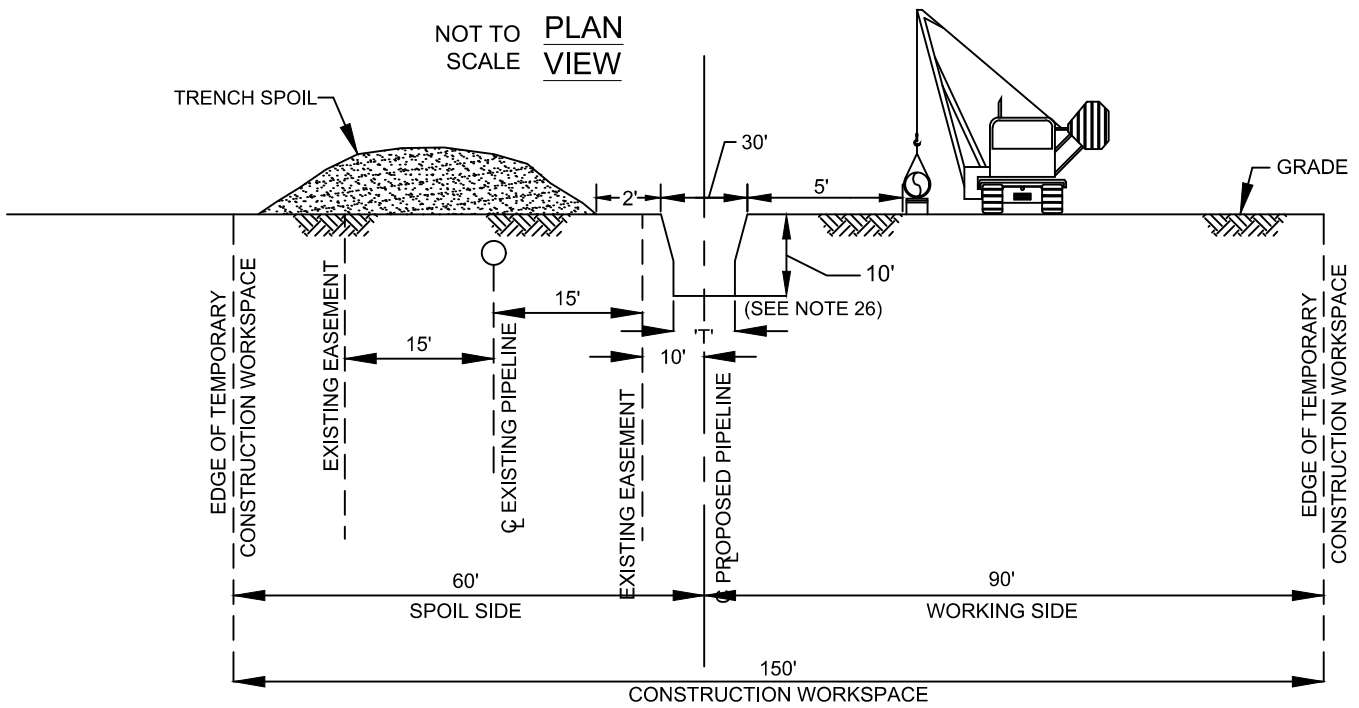 NOT TO
SCALE
PLAN
VIEW
TRENCH SPOIL
30'
2'
5'
GRADE
10'
(SEE NOTE 26)
15'
'T'
15'
10'
EDGE OF TEMPORARY
CONSTRUCTION WORKSPACE
EXISTING EASEMENT
℄ EXISTING PIPELINE
EXISTING EASEMENT
℄ PROPOSED PIPELINE
EDGE OF TEMPORARY
CONSTRUCTION WORKSPACE
60'
SPOIL SIDE
90'
WORKING SIDE
150'
CONSTRUCTION WORKSPACE